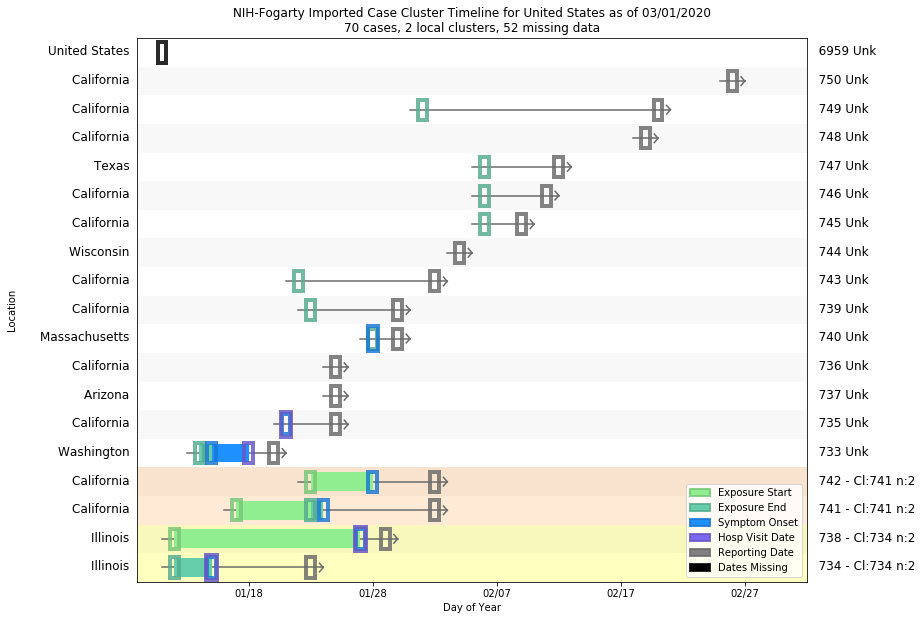 NIH-Fogarty Imported Case Cluster Timeline for United States as of 03/01/2020
70 cases, 2 local clusters, 52 missing data
Location
United States 6959 Unk
California 750 Unk
California 749 Unk
California 748 Unk
Texas 747 Unk
California 746 Unk
California 745 Unk
Wisconsin 744 Unk
California 743 Unk
California 739 Unk
Massachusetts 740 Unk
California 736 Unk
Arizona 737 Unk
California 735 Unk
Washington 733 Unk
California 742 - Cl:741 n:2
California 741 - Cl:741 n:2
Illinois 738 - Cl:734 n:2
Illinois 734 - Cl:734 n:2
Exposure Start
Exposure End
Symptom Onset
Hosp Visit Date
Reporting Date
Dates Missing
01/18 01/28 02/07 02/17 02/27
Day of Year